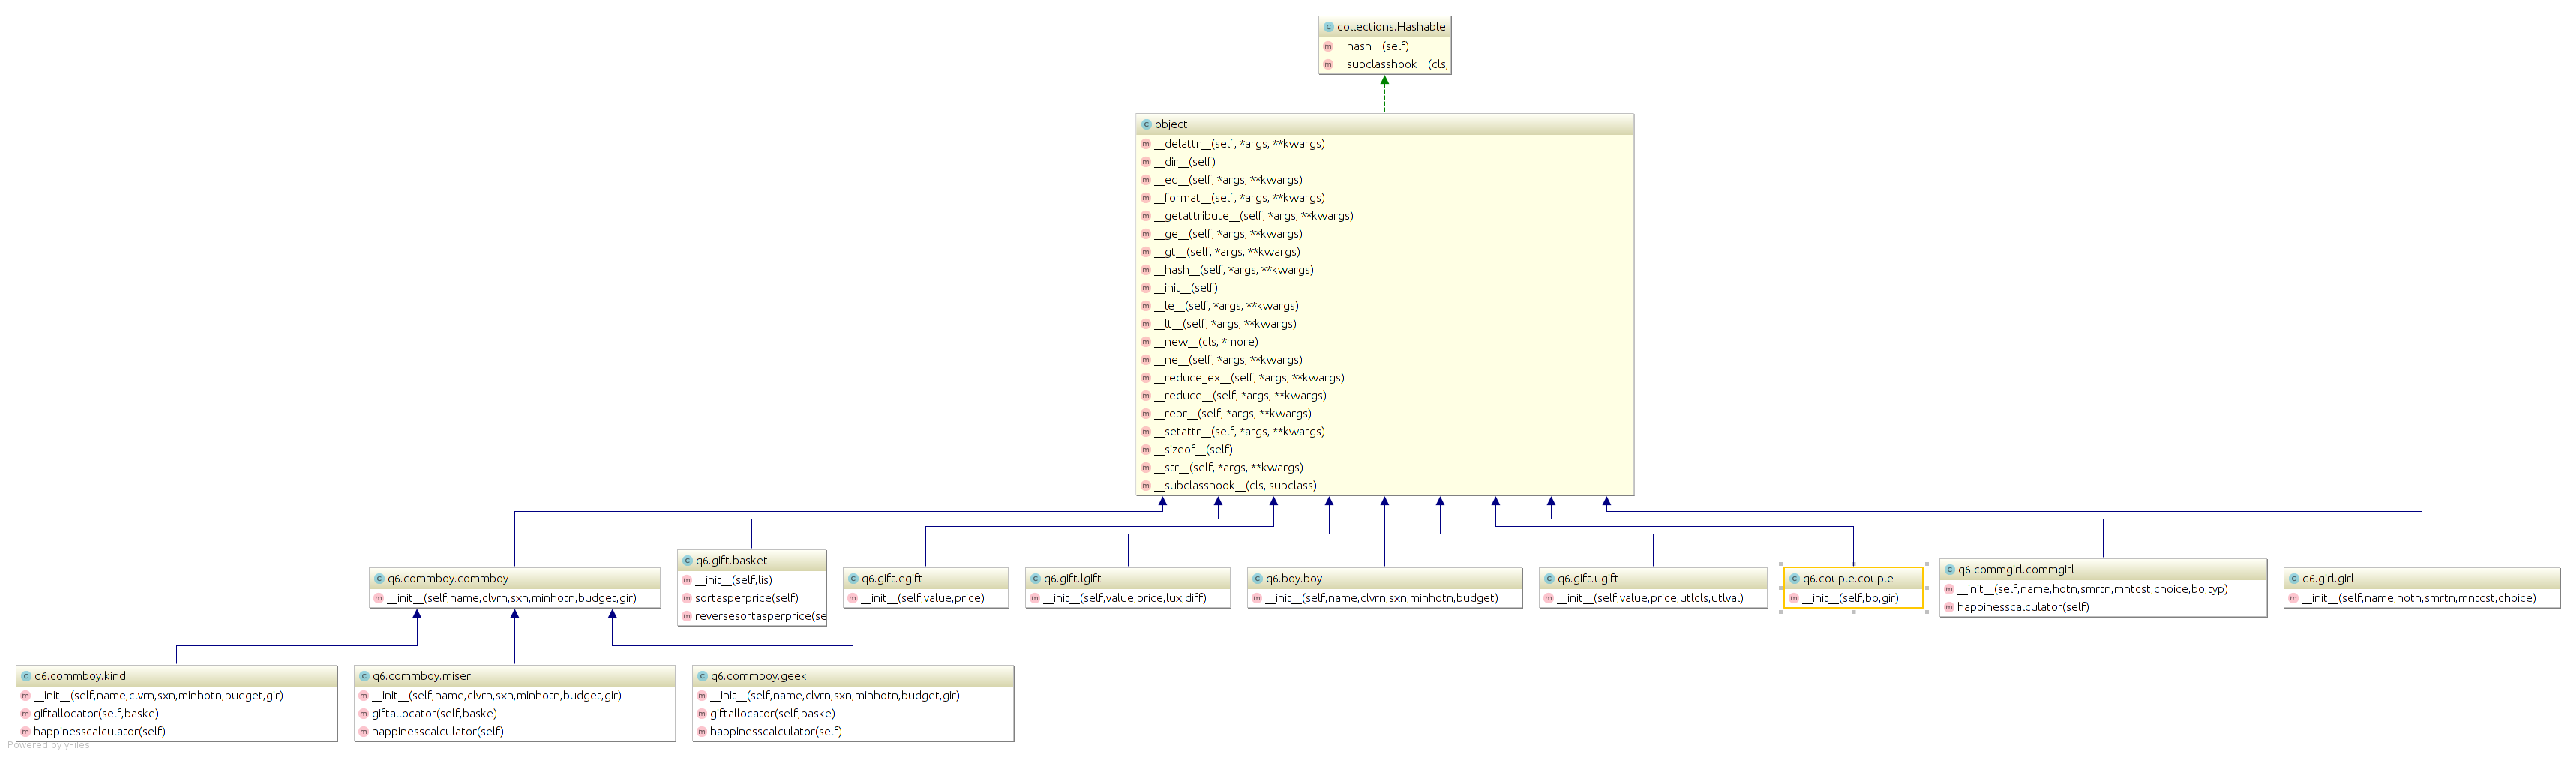 collections.Hashable
__hash__(self)
__subclasshook__(cls,
object
__delattr__(self, *args, **kwargs)
__dir__(self)
__eq__(self, *args, **kwargs)
__format__(self, *args, **kwargs)
__getattribute__(self, *args, **kwargs)
__ge__(self, *args, **kwargs)
__gt__(self, *args, **kwargs)
__hash__(self, *args, **kwargs)
__init__(self)
__le__(self, *args, **kwargs)
__lt__(self, *args, **kwargs)
__new__(cls, *more)
__ne__(self, *args, **kwargs)
__reduce_ex__(self, *args, **kwargs)
__reduce__(self, *args, **kwargs)
__repr__(self, *args, **kwargs)
__setattr__(self, *args, **kwargs)
__sizeof__(self)
__str__(self, *args, **kwargs)
__subclasshook__(cls, subclass)
q6.commboy.commboy
__init__(self,name,clvrn,sxn,minhotn,budget,gir)
q6.gift.basket
__init__(self,lis)
sortasperprice(self)
reversesortasperprice(se
q6.gift.egift
__init__(self,value,price)
q6.gift.lgift
__init__(self,value,price,lux,diff)
q6.boy.boy
__init__(self,name,clvrn,sxn,minhotn,budget)
q6.gift.ugift
__init__(self,value,price,utlcls,utlval)
q6.couple.couple
__init__(self,bo,gir)
q6.commgirl.commgirl
__init__(self,name,hotn,smrtn,mntcst,choice,bo,typ)
happinesscalculator(self)
q6.girl.girl
__init__(self,name,hotn,smrtn,mntcst,choice)
q6.commboy.kind
__init__(self,name,clvrn,sxn,minhotn,budget,gir)
giftallocator(self,baske)
happinesscalculator(self)
q6.commboy.miser
__init__(self,name,clvrn,sxn,minhotn,budget,gir)
giftallocator(self,baske)
happinesscalculator(self)
q6.commboy.geek
__init__(self,name,clvrn,sxn,minhotn,budget,gir)
giftallocator(self,baske)
happinesscalculator(self)
Powered by yFiles